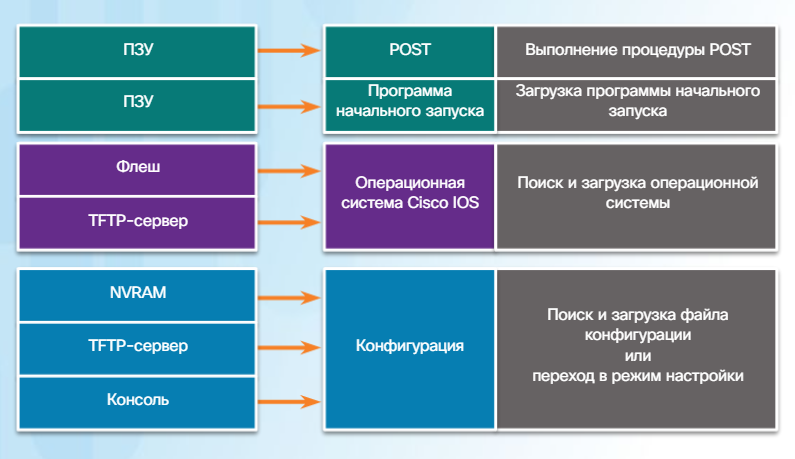 ПЗУ
POST
Выполнение процедуры POST
ПЗУ
Программа
начального запуска
Загрузка программы начального
запуска
Флеш
TFTP-сервер
Операционная
система Cisco IOS
Поиск и загрузка операционной
системы
NVRAM
TFTP-сервер
Консоль
Конфигурация
Поиск и загрузка файла
конфигурации
или
переход в режим настройки